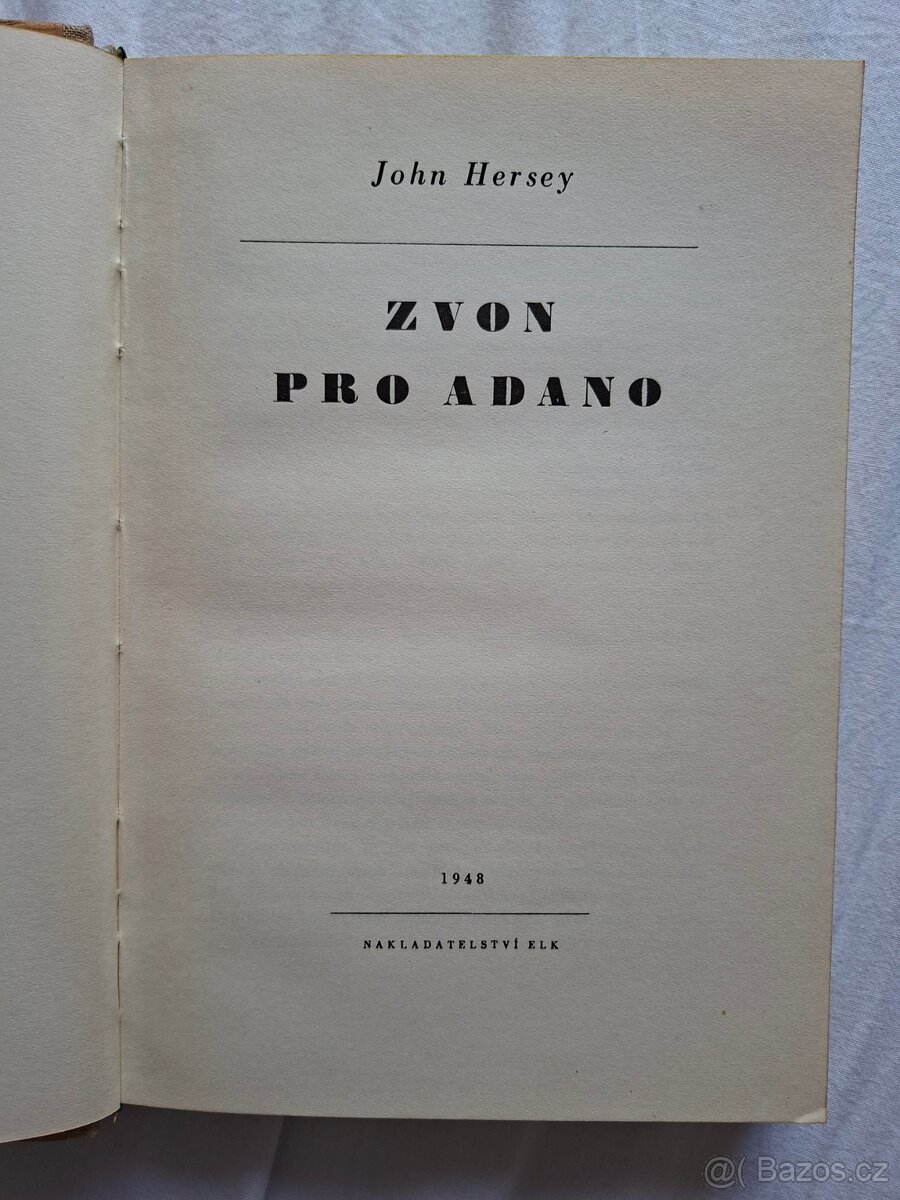 John Hersey
ZVON
PRO ADANO
1948
NAKLADATELSTVÍ ELK
@( Bazos.cz